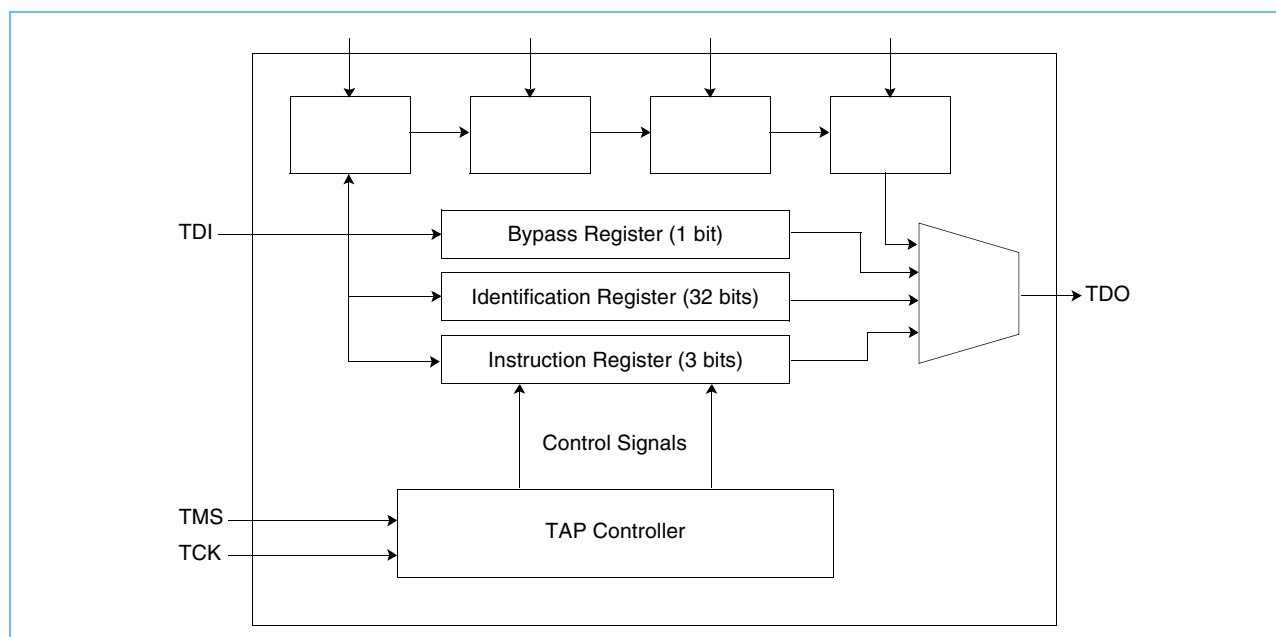 TDI
Bypass Register (1 bit)
Identification Register (32 bits)
TDO
Instruction Register (3 bits)
Control Signals
TMS
TAP Controller
TCK